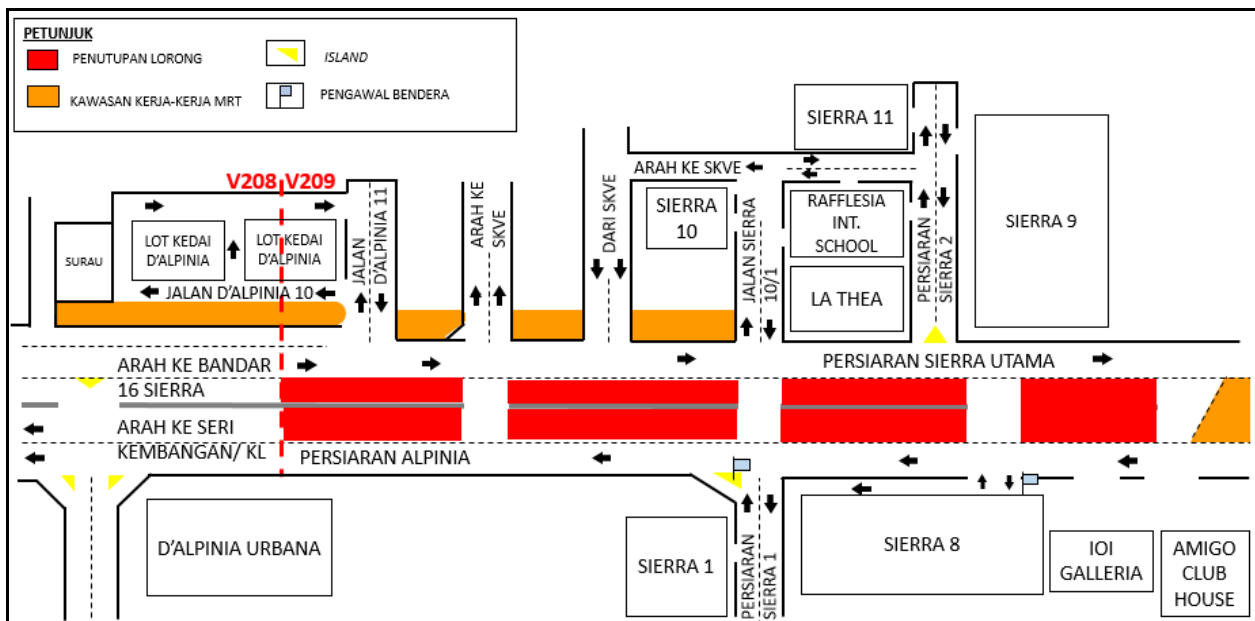 PETUNJUK
PENUTUPAN LORONG
ISLAND
KAWASAN KERJA-KERJA MRT
PENGAWAL BENDERA
V208 V209
SURAU
LOT KEDAI
D'ALPINIA
LOT KEDAI
D'ALPINIA
JALAN D'ALPINIA 10
JALAN
D'ALPINIA 11
ARAH KE
SKVE
DARI SKVE
SIERRA
10
ARAH KE SKVE
JALAN SIERRA
10/1
SIERRA 11
RAFFLESIA
INT.
SCHOOL
LA THEA
PERSIARAN
SIERRA 2
SIERRA 9
ARAH KE BANDAR
16 SIERRA
PERSIARAN SIERRA UTAMA
ARAH KE SERI
KEMBANGAN/ KL
PERSIARAN ALPINIA
D'ALPINIA URBANA
SIERRA 1
PERSIARAN
SIERRA 1
SIERRA 8
IOI
GALLERIA
AMIGO
CLUB
HOUSE